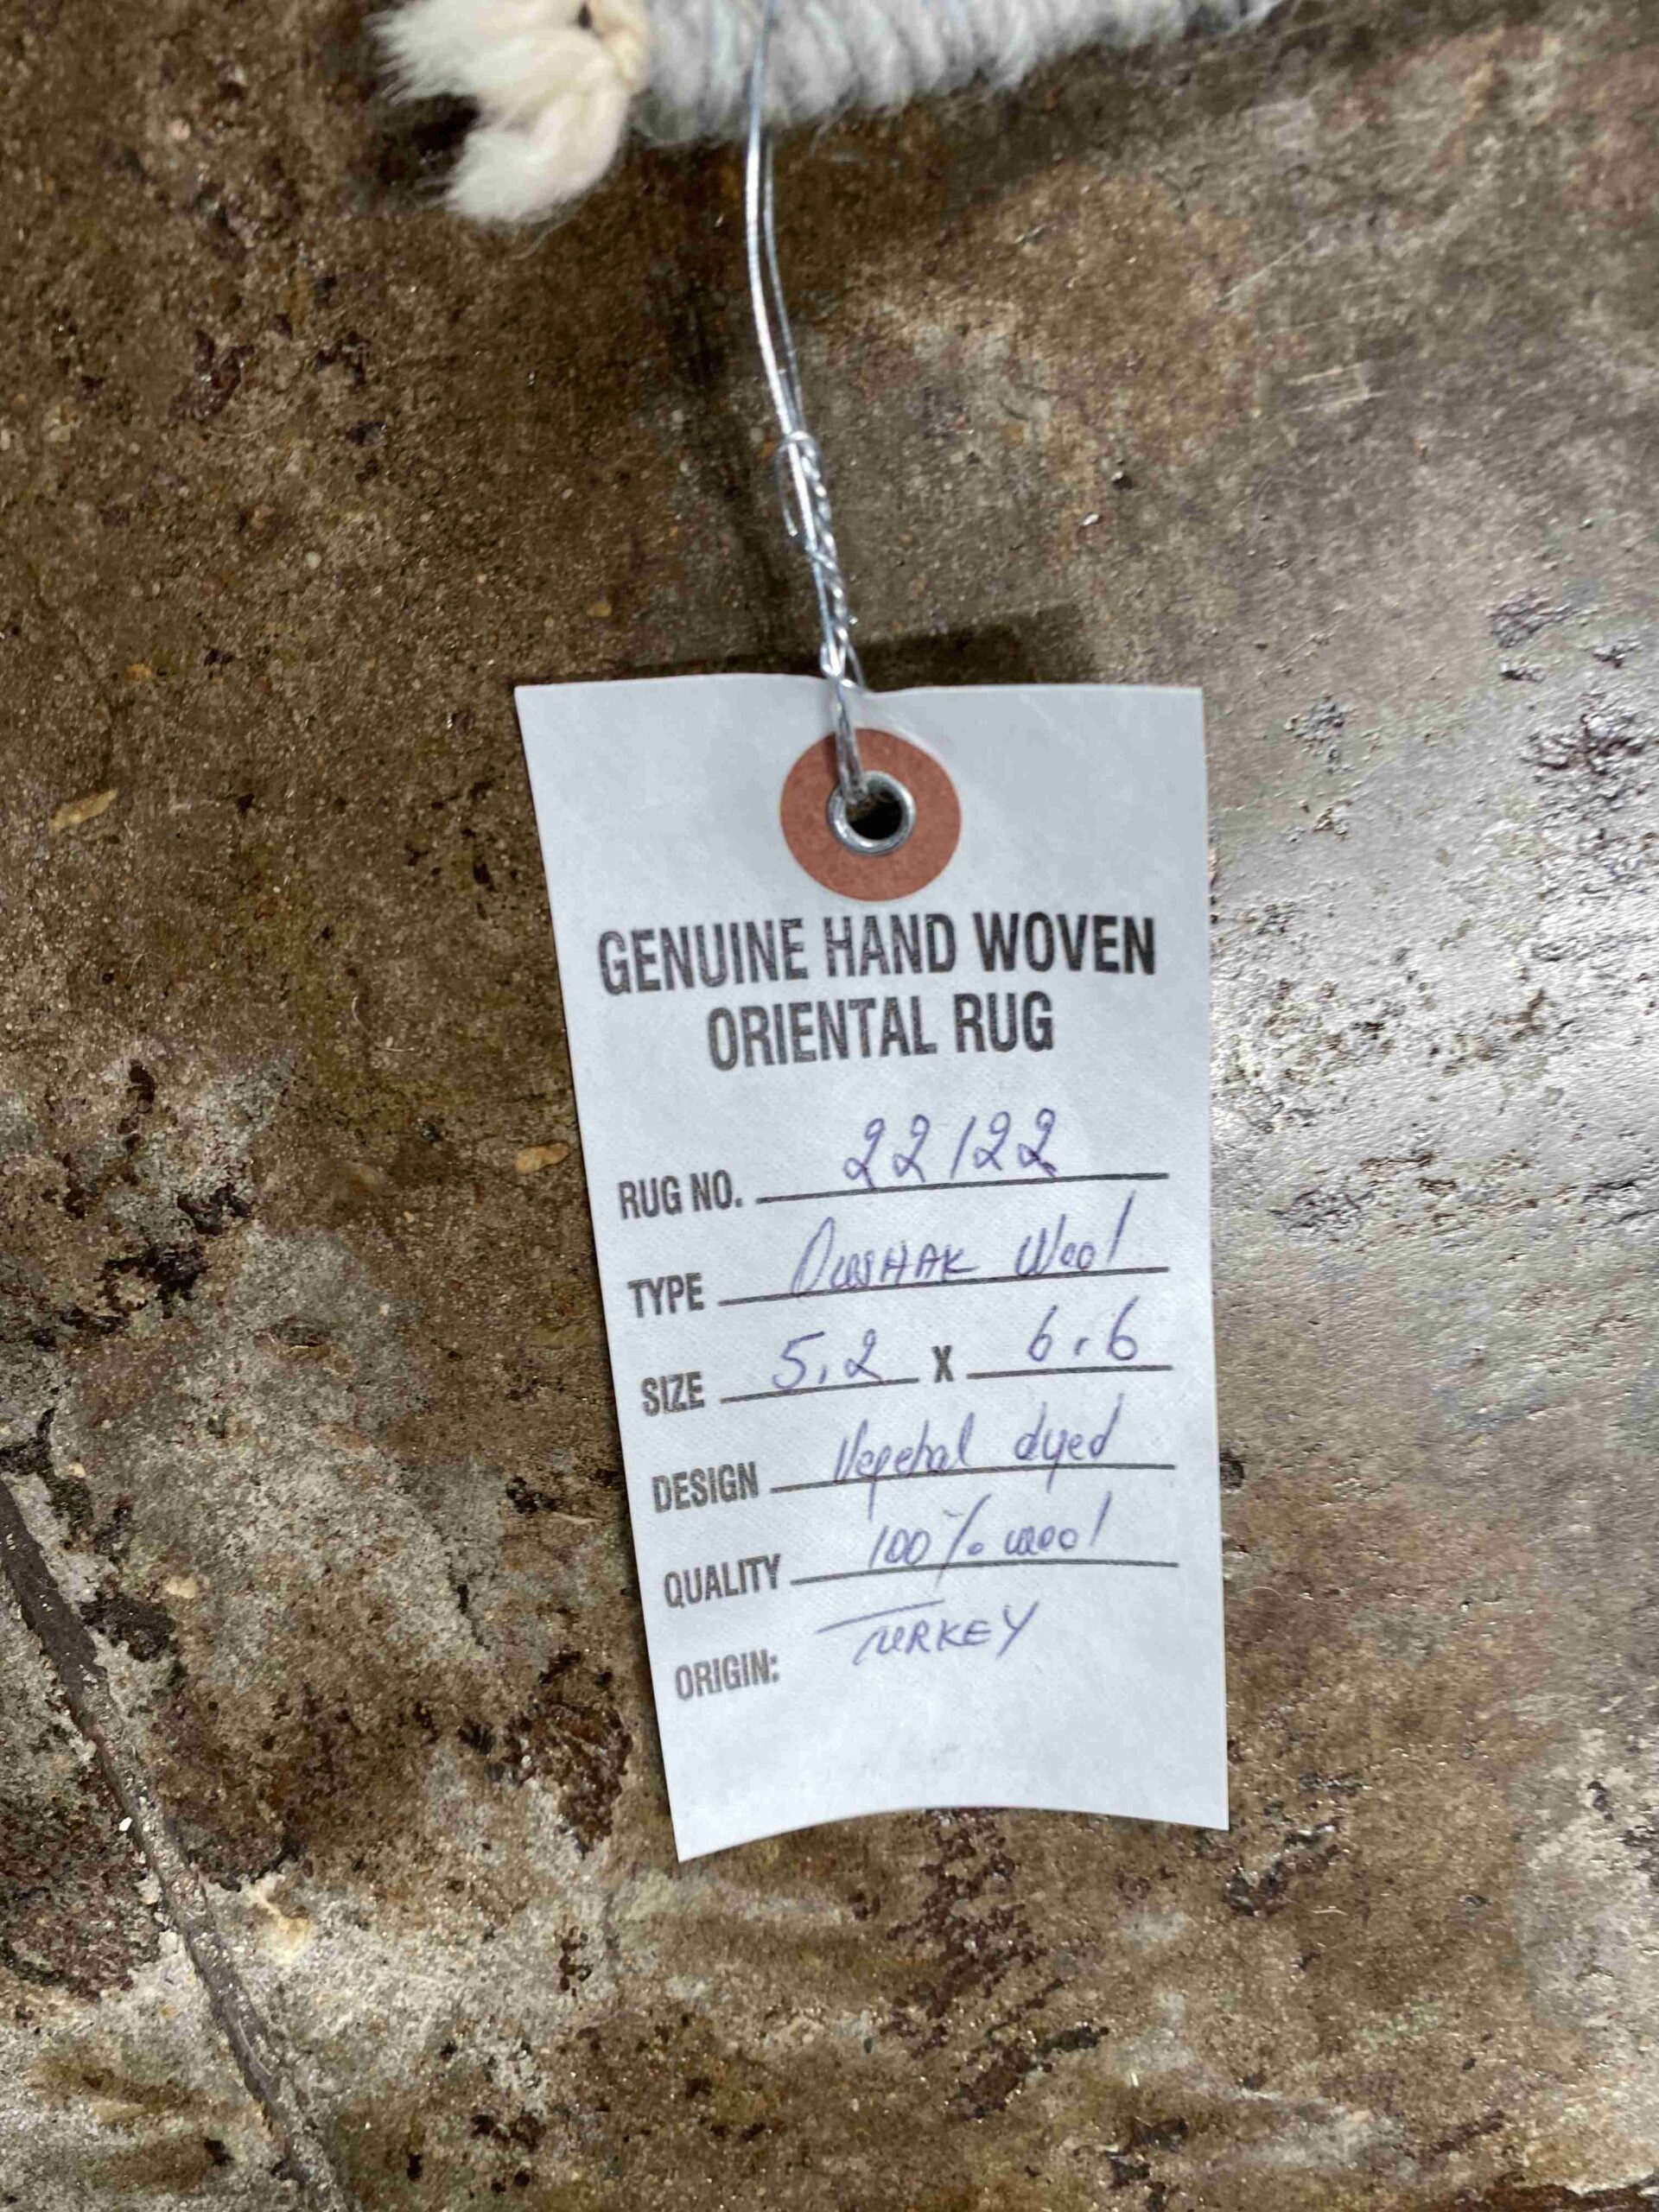 GENUINE HAND WOVEN
ORIENTAL RUG
RUG NO. 22122
TYPE Oushak Wool
SIZE 5.2 X 6.6
DESIGN Vegetal dyed
QUALITY 100% wool
ORIGIN: TURKEY